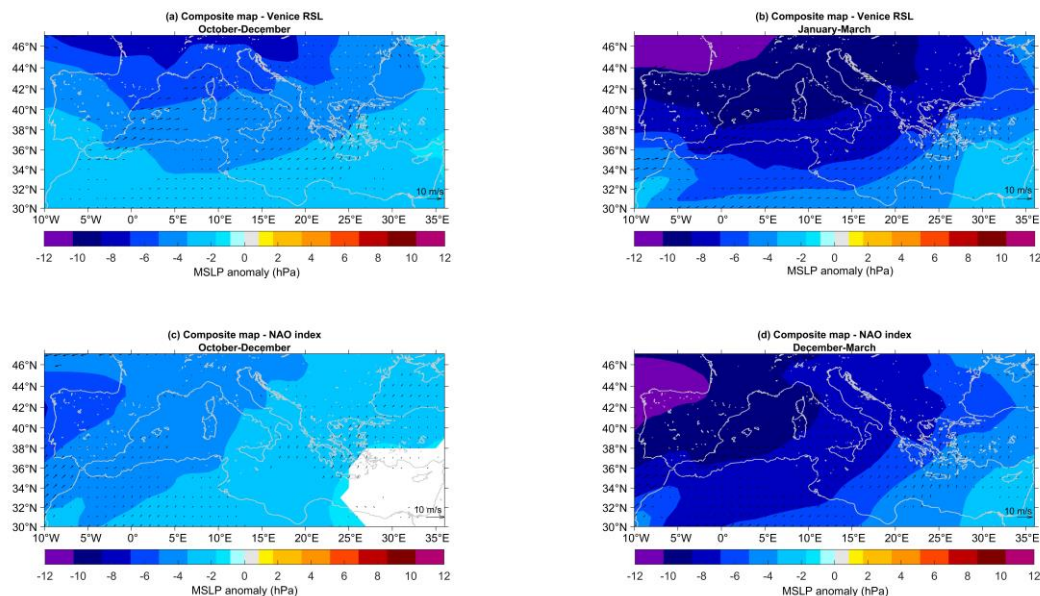 (a) Composite map - Venice RSL
October-December
46°N
44°N
42°N
40°N
38°N
36°N
34°N
32°N
30°N
10 m/s
10°W 5°W 0° 5°E 10°E 15°E 20°E 25°E 30°E 35°E
-12 -10 -8 -6 -4 -2 0 2 4 6 8 10 12
MSLP anomaly (hPa)
(b) Composite map - Venice RSL
January-March
46°N
44°N
42°N
40°N
38°N
36°N
34°N
32°N
30°N
10 m/s
10°W 5°W 0° 5°E 10°E 15°E 20°E 25°E 30°E 35°E
-12 -10 -8 -6 -4 -2 0 2 4 6 8 10 12
MSLP anomaly (hPa)
(c) Composite map - NAO index
October-December
46°N
44°N
42°N
40°N
38°N
36°N
34°N
32°N
30°N
10 m/s
10°W 5°W 0° 5°E 10°E 15°E 20°E 25°E 30°E 35°E
-12 -10 -8 -6 -4 -2 0 2 4 6 8 10 12
MSLP anomaly (hPa)
(d) Composite map - NAO index
December-March
46°N
44°N
42°N
40°N
38°N
36°N
34°N
32°N
30°N
10 m/s
10°W 5°W 0° 5°E 10°E 15°E 20°E 25°E 30°E 35°E
-12 -10 -8 -6 -4 -2 0 2 4 6 8 10 12
MSLP anomaly (hPa)